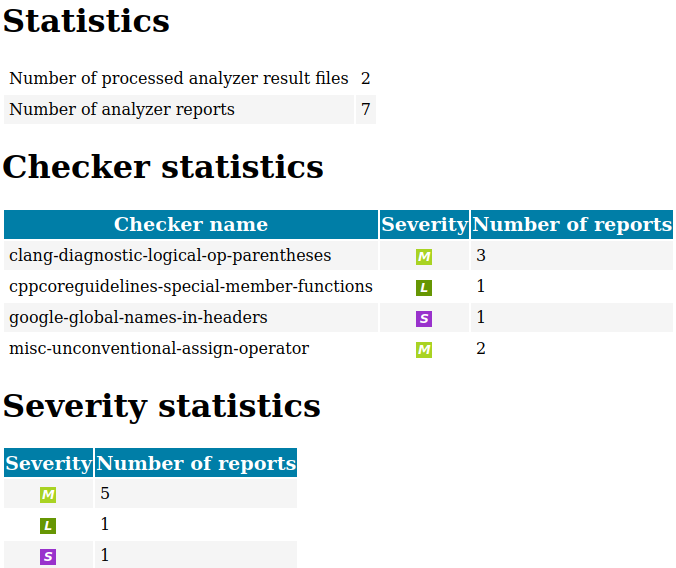 Statistics
Number of processed analyzer result files 2
Number of analyzer reports 7
Checker statistics
Checker name Severity Number of reports
clang-diagnostic-logical-op-parentheses M 3
cppcoreguidelines-special-member-functions L 1
google-global-names-in-headers S 1
misc-unconventional-assign-operator M 2
Severity statistics
Severity Number of reports
M 5
L 1
S 1